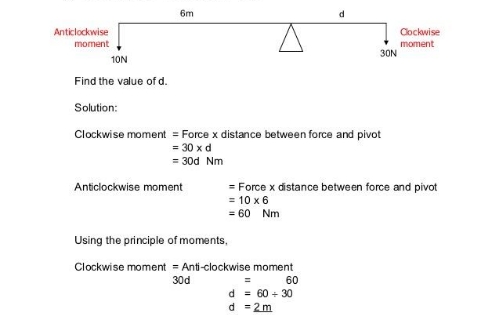 6m d
Anticlockwise Clockwise
moment moment
10N 30N
Find the value of d.
Solution:
Clockwise moment = Force x distance between force and pivot
= 30 x d
= 30d Nm
Anticlockwise moment = Force x distance between force and pivot
= 10 x 6
= 60 Nm
Using the principle of moments,
Clockwise moment = Anti-clockwise moment
30d = 60
d = 60 ÷ 30
d = 2 m